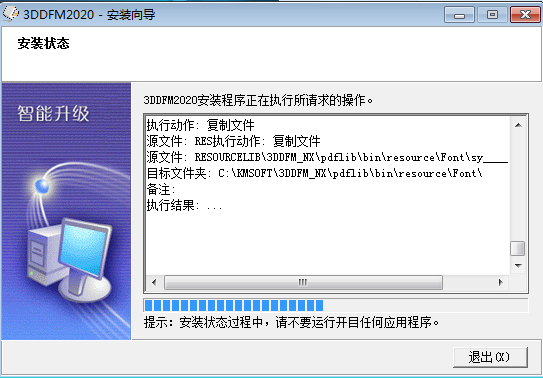 3DDFM2020 - 安装向导
安装状态
智能升级
3DDFM2020安装程序正在执行所请求的操作。
执行动作: 复制文件
源文件: RES执行动作: 复制文件
源文件: RESOURCELIB\3DDFM_NX\pdflib\bin\resource\Font\sy____
目标文件夹: C:\KMSOFT\3DDFM_NX\pdflib\bin\resource\Font\
备注:
执行结果: ...
提示: 安装状态过程中，请不要运行开目任何应用程序。
退出(X)